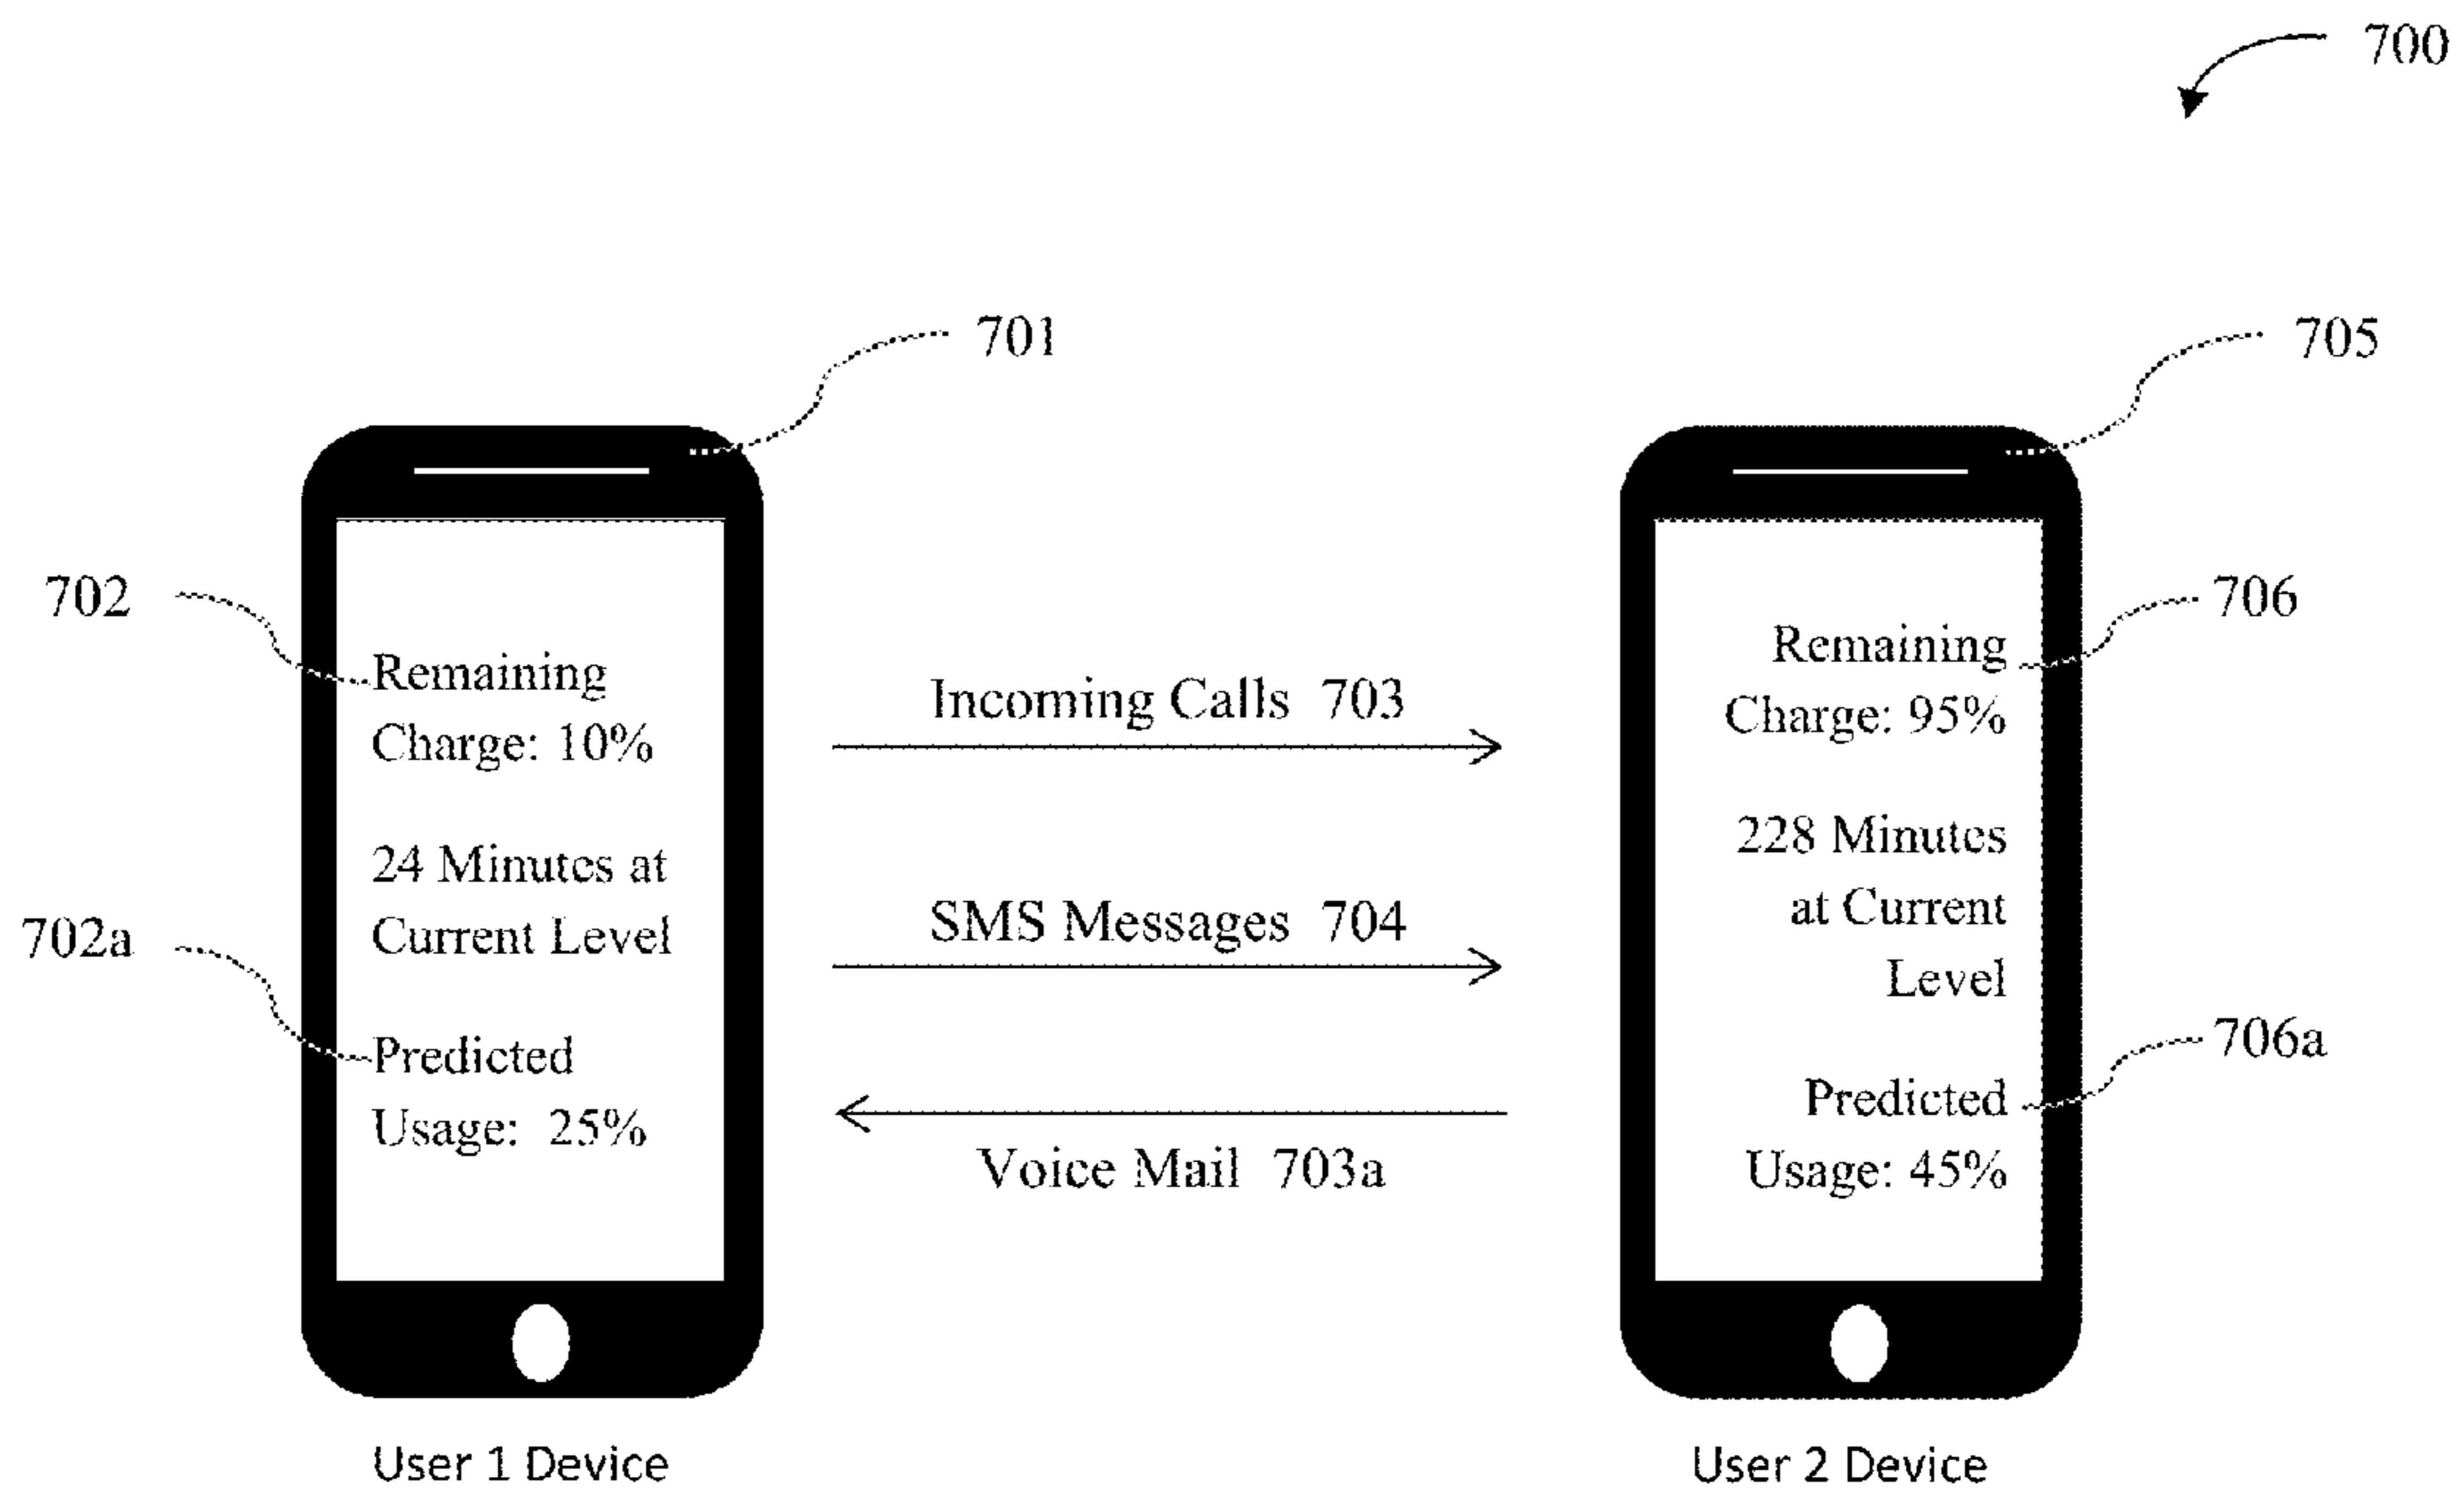 700
701
705
702
Remaining
Charge: 10%
24 Minutes at
Current Level
702a
Predicted
Usage: 25%
Incoming Calls 703
SMS Messages 704
Voice Mail 703a
706
Remaining
Charge: 95%
228 Minutes
at Current
Level
706a
Predicted
Usage: 45%
User 1 Device
User 2 Device